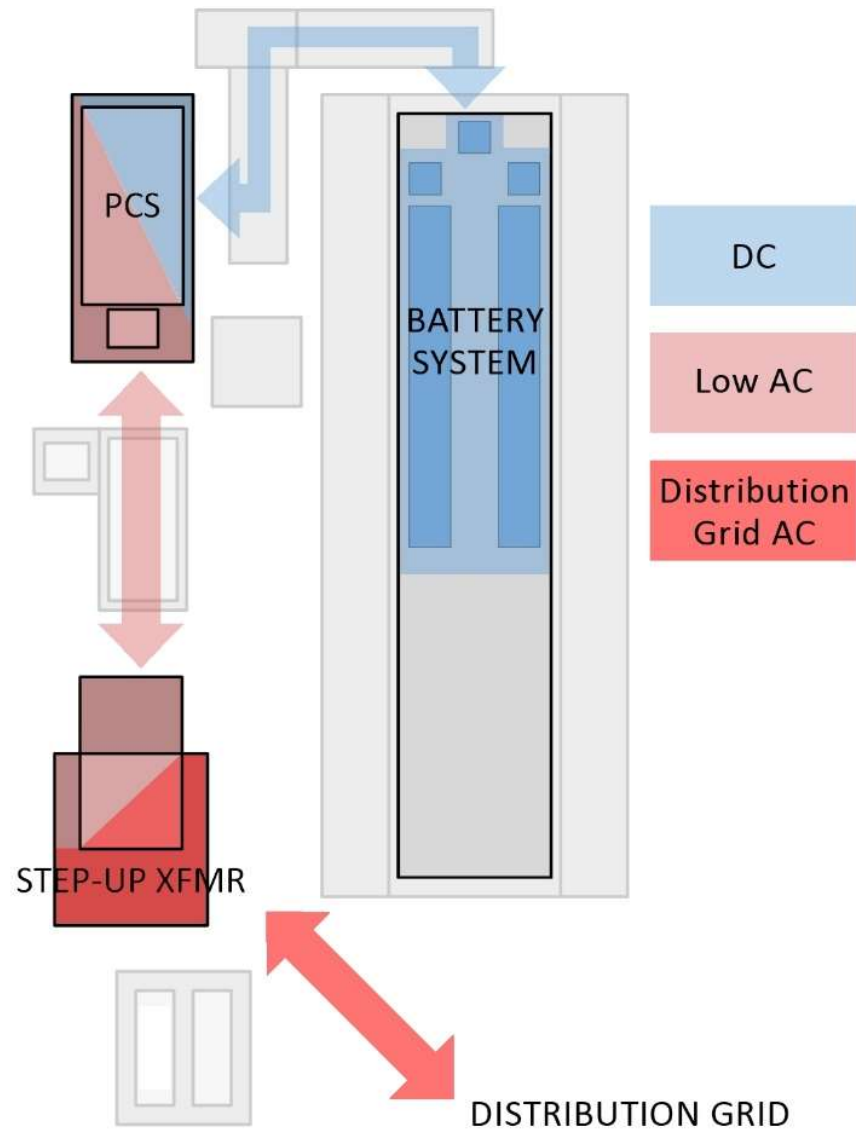 PCS
BATTERY
SYSTEM
DC
Low AC
Distribution
Grid AC
STEP-UP XFMR
DISTRIBUTION GRID